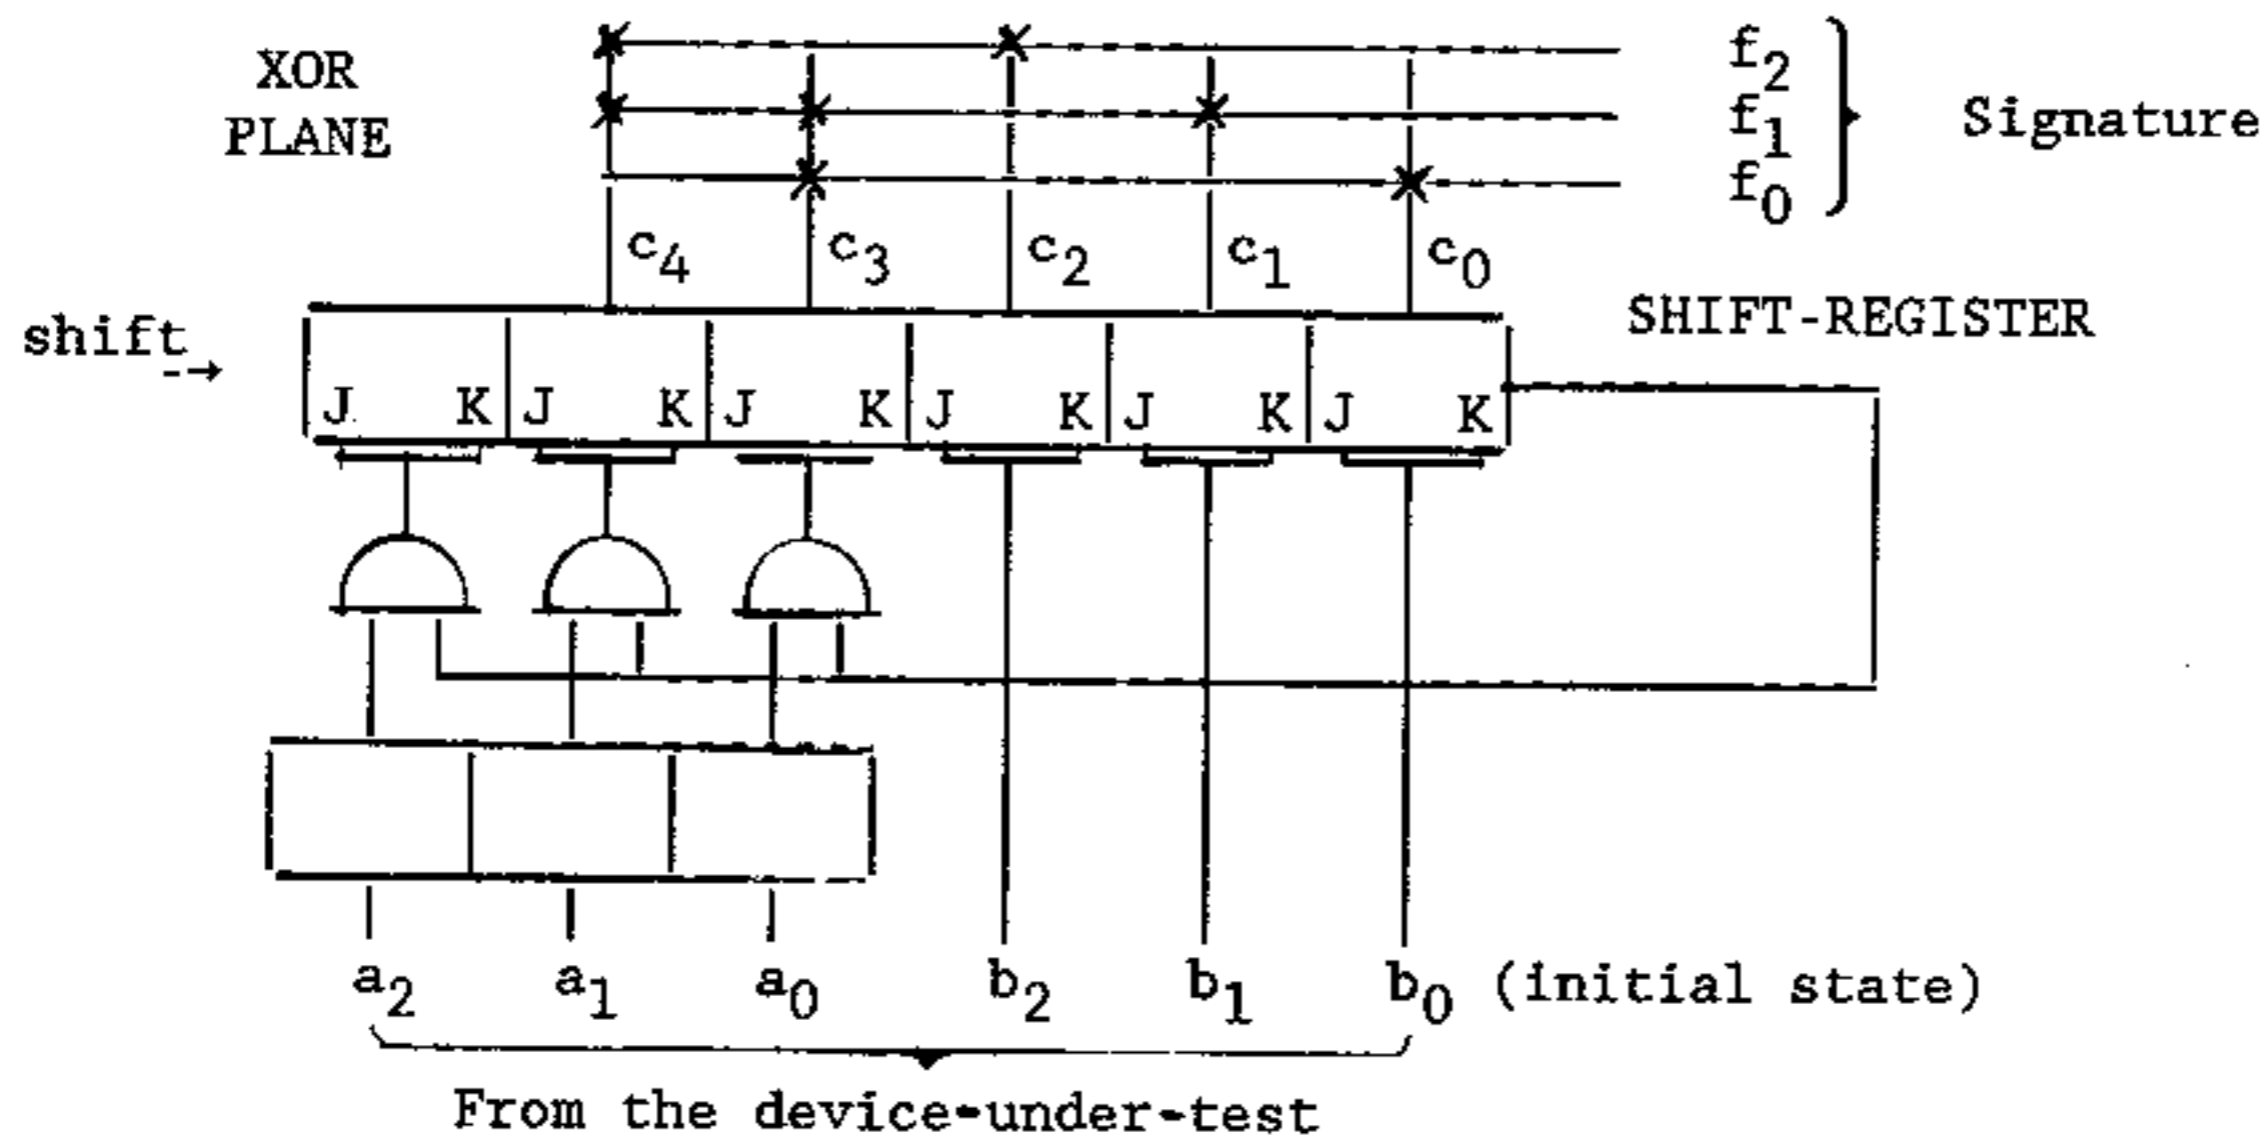 XOR
PLANE
f2
f1
f0
Signature
c4 c3 c2 c1 c0
shift
SHIFT-REGISTER
J K J K J K J K J K J K
a2 a1 a0 b2 b1 b0 (initial state)
From the device-under-test